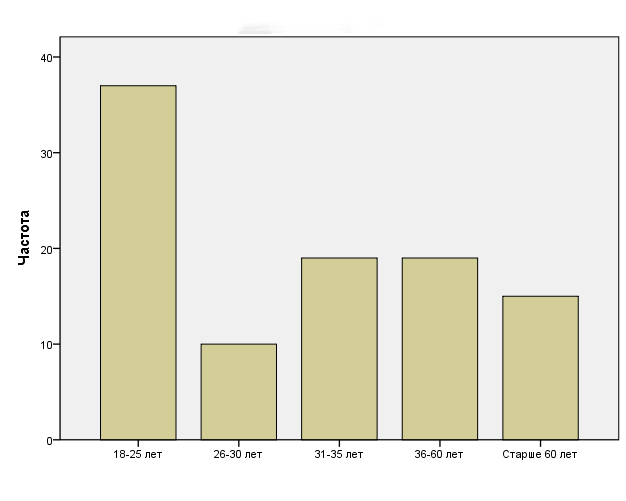 Частота
40
30
20
10
0
18-25 лет
26-30 лет
31-35 лет
36-60 лет
Старше 60 лет